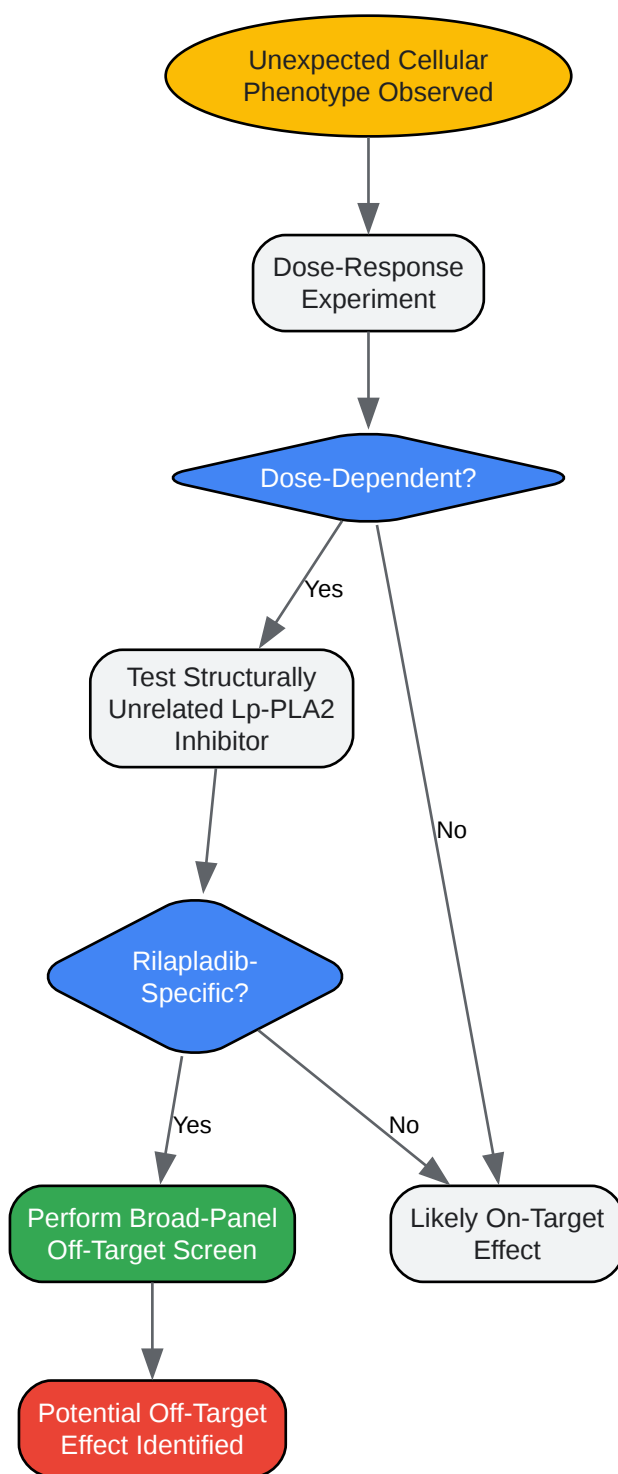 Unexpected Cellular
Phenotype Observed
Dose-Response
Experiment
Dose-Dependent?
Yes
Test Structurally
Unrelated Lp-PLA2
Inhibitor
No
Rilapladib-
Specific?
Yes
No
Perform Broad-Panel
Off-Target Screen
Likely On-Target
Effect
Potential Off-Target
Effect Identified